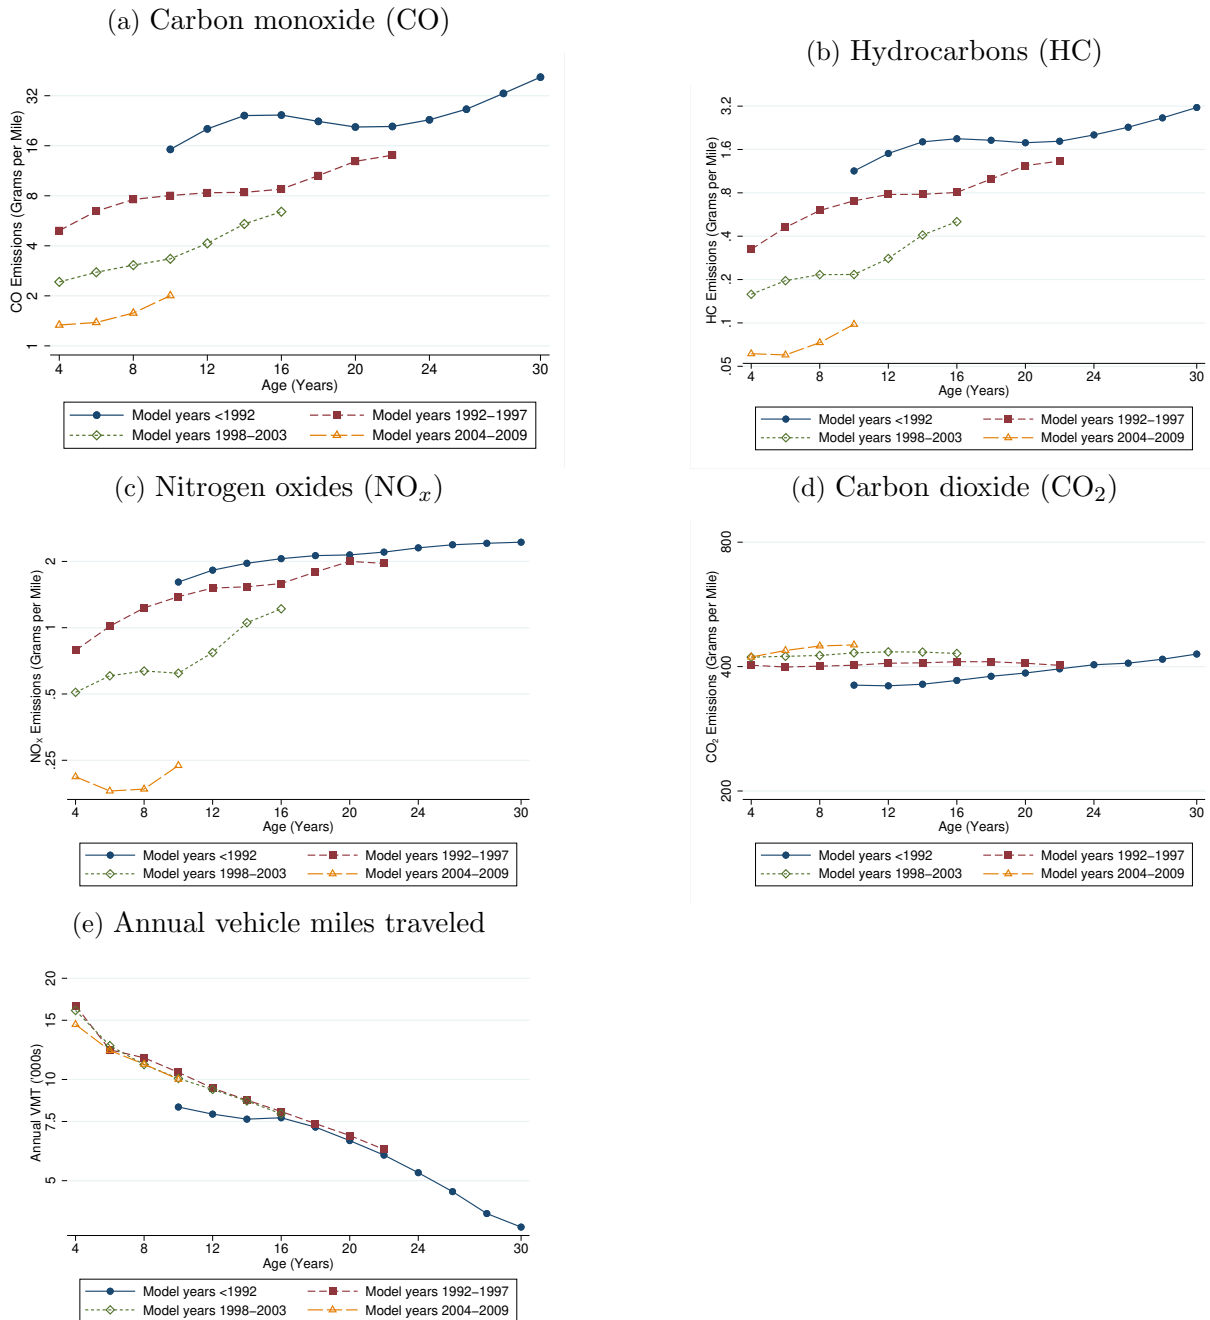 (a) Carbon monoxide (CO)
CO Emissions (Grams per Mile)
32
16
8
4
2
1
4 8 12 16 20 24 30
Age (Years)
Model years <1992 Model years 1992–1997
Model years 1998–2003 Model years 2004–2009
(b) Hydrocarbons (HC)
HC Emissions (Grams per Mile)
3.2
1.6
.8
.4
.2
.1
.05
4 8 12 16 20 24 30
Age (Years)
Model years <1992 Model years 1992–1997
Model years 1998–2003 Model years 2004–2009
(c) Nitrogen oxides (NOₓ)
NOₓ Emissions (Grams per Mile)
2
1
.5
.25
4 8 12 16 20 24 30
Age (Years)
Model years <1992 Model years 1992–1997
Model years 1998–2003 Model years 2004–2009
(d) Carbon dioxide (CO₂)
CO₂ Emissions (Grams per Mile)
800
400
200
4 8 12 16 20 24 30
Age (Years)
Model years <1992 Model years 1992–1997
Model years 1998–2003 Model years 2004–2009
(e) Annual vehicle miles traveled
Annual VMT ('000s)
20
15
10
7.5
5
4 8 12 16 20 24 30
Age (Years)
Model years <1992 Model years 1992–1997
Model years 1998–2003 Model years 2004–2009